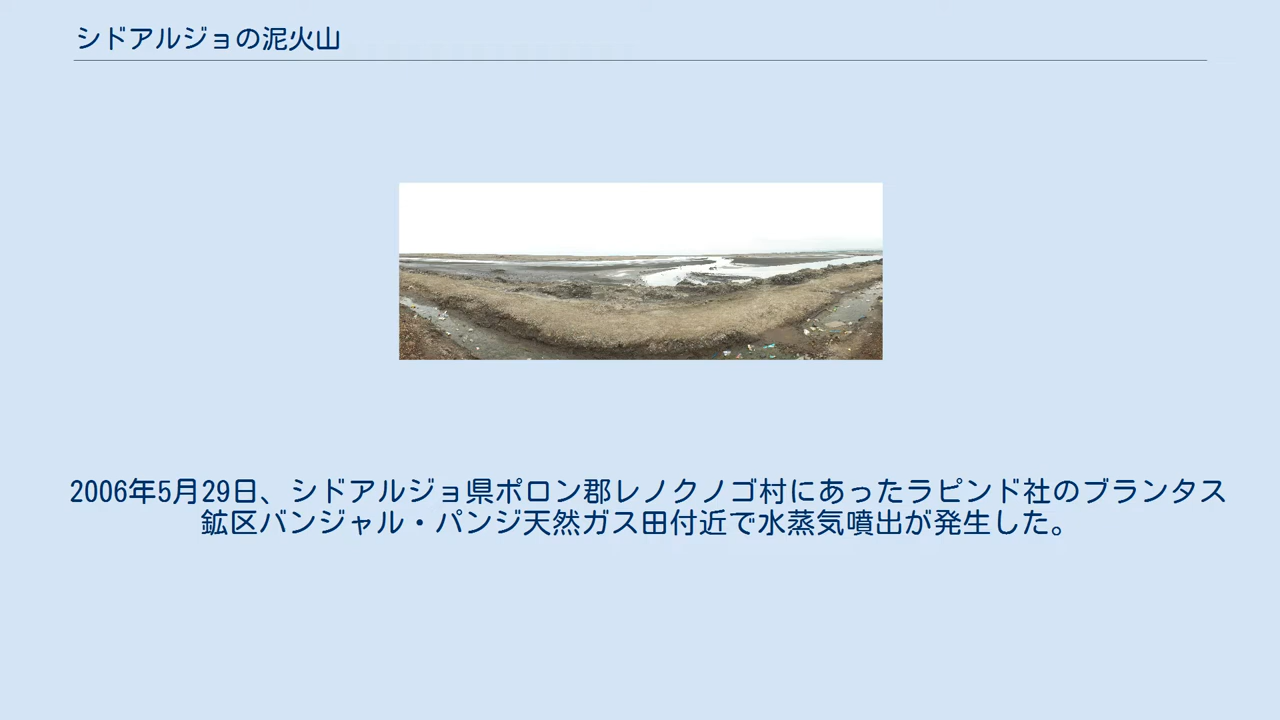 シドアルジョの泥火山
2006年5月29日、シドアルジョ県ポロン郡レノクノゴ村にあったラピンド社のブランタス
鉱区バンジャル・パンジ天然ガス田付近で水蒸気噴出が発生した。